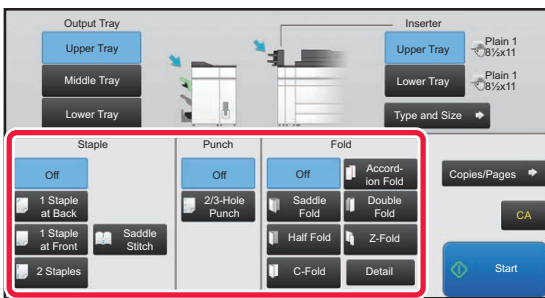 Output Tray
Inserter
Upper Tray
Upper Tray
Plain 1
8½x11
Middle Tray
Lower Tray
Plain 1
8½x11
Lower Tray
Type and Size
Staple
Punch
Fold
Off
Off
Off
Accord-
ion Fold
Copies/Pages
1 Staple
at Back
2/3-Hole
Punch
Saddle
Fold
Double
Fold
CA
1 Staple
at Front
Saddle
Stitch
Half Fold
Z-Fold
2 Staples
C-Fold
Detail
Start